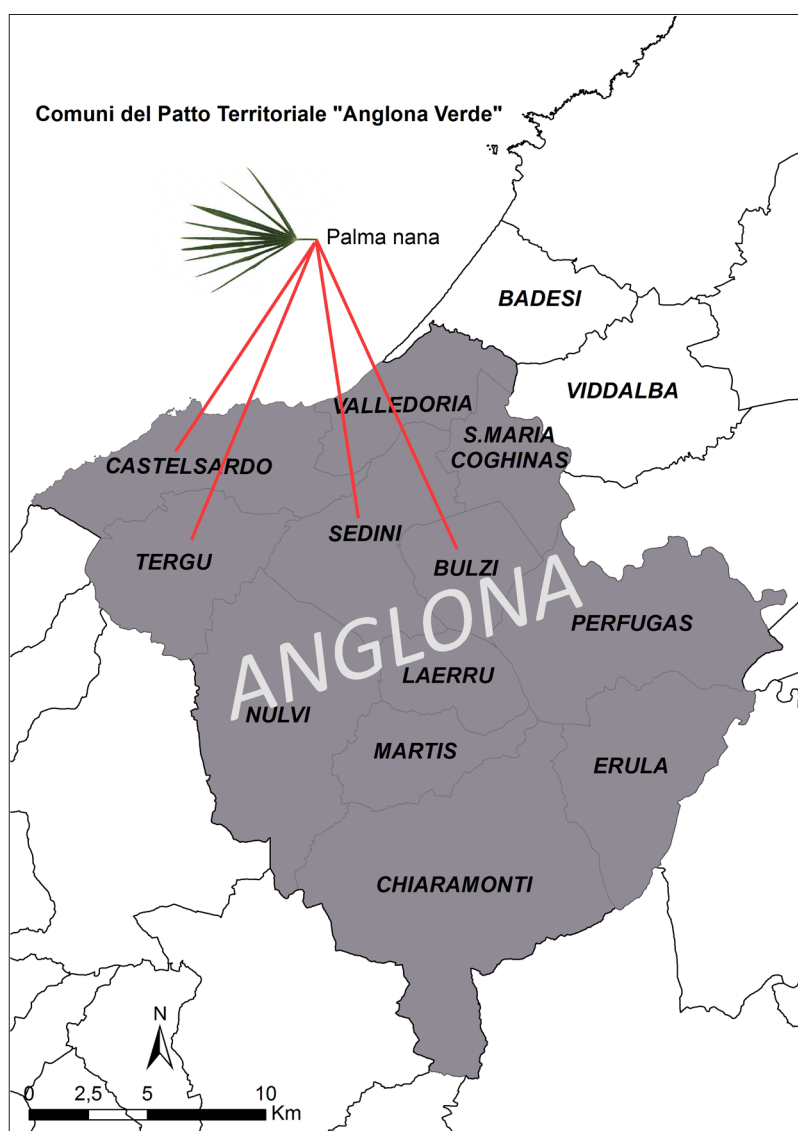 Comuni del Patto Territoriale "Anglona Verde"
Palma nana
BADESI
VIDDALBA
VALLEDORIA
S.MARIA
COGHINAS
CASTELSARDO
SEDINI
TERGU
BULZI
ANGLONA
PERFUGAS
LAERRU
NULVI
MARTIS
ERULA
CHIARAMONTI
N
0 2,5 5 10
Km